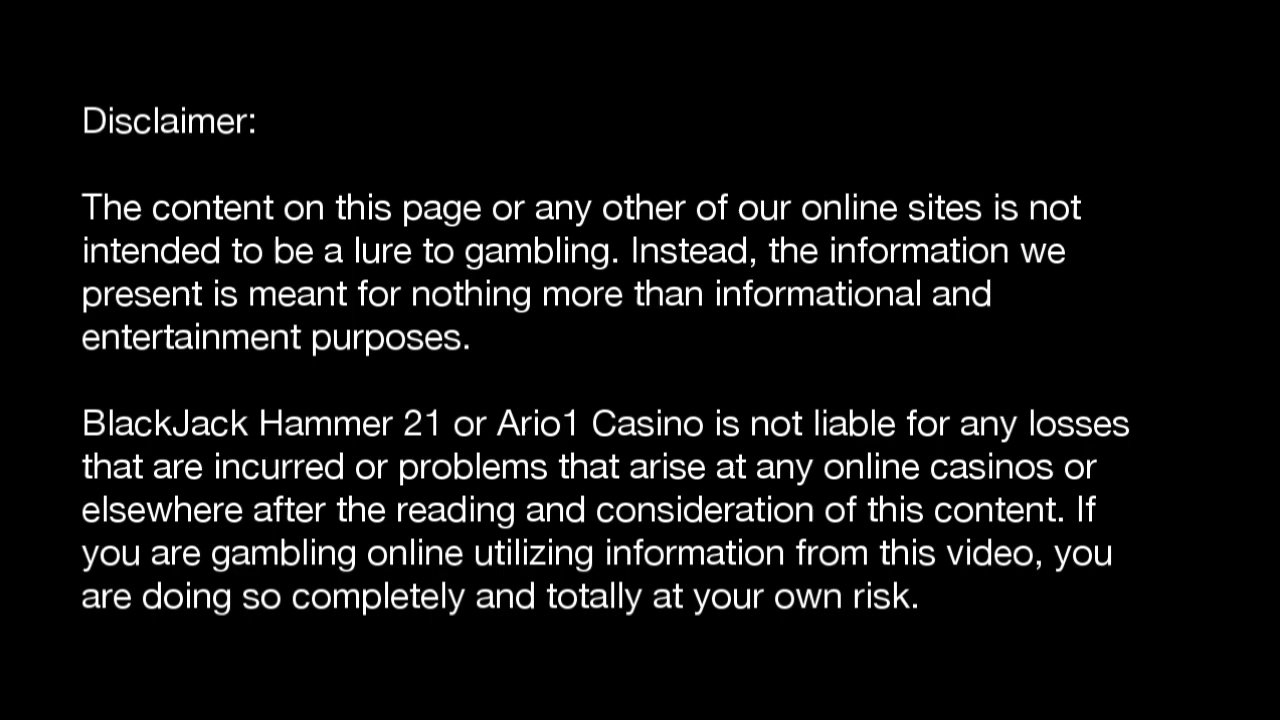 Disclaimer:
The content on this page or any other of our online sites is not
intended to be a lure to gambling. Instead, the information we
present is meant for nothing more than informational and
entertainment purposes.
BlackJack Hammer 21 or Ario1 Casino is not liable for any losses
that are incurred or problems that arise at any online casinos or
elsewhere after the reading and consideration of this content. If
you are gambling online utilizing information from this video, you
are doing so completely and totally at your own risk.